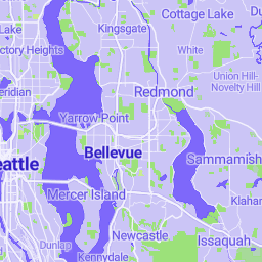 Du
Cottage Lake
Lake
Kingsgate
ctory Heights
White
Union Hill-
Novelty Hill
eridian
Redmond
Yarrow Point
Bellevue
eattle
Sammamish
Mercer Island
Klahan
Newcastle
Issaquah
Dunlap
Kennydale